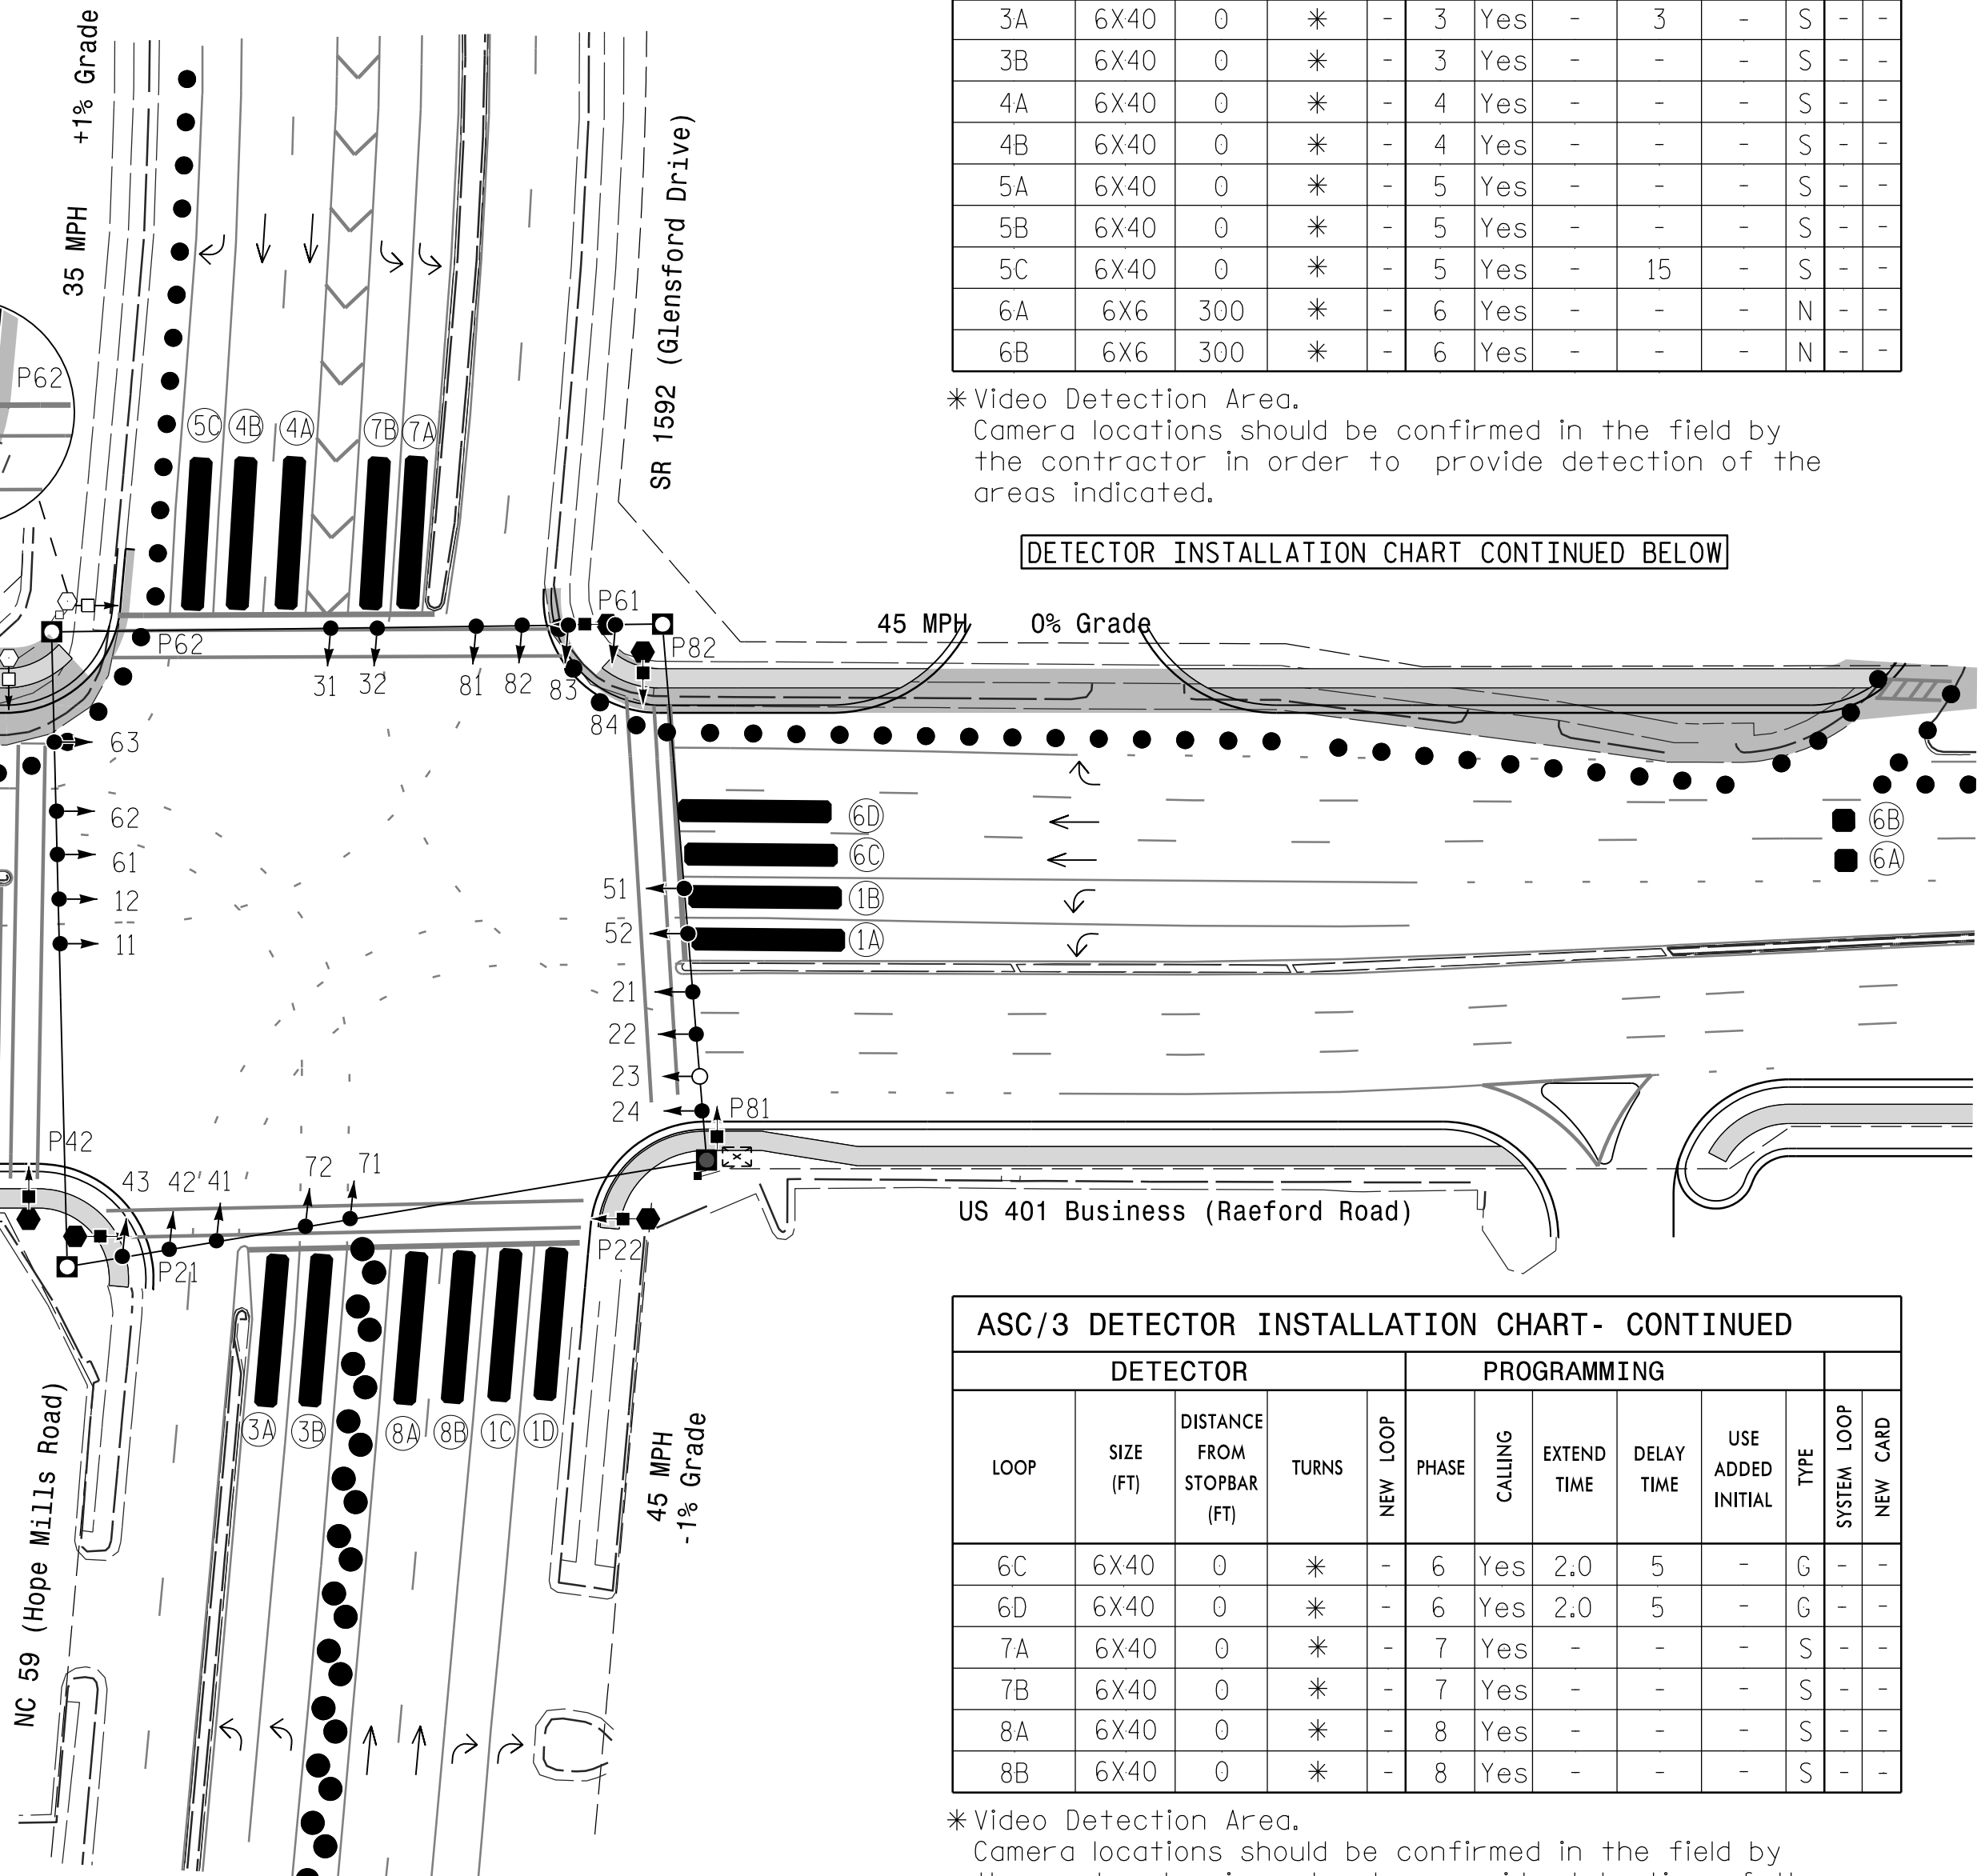 3A 6X40 0 * - 3 Yes - 3 - S - -
3B 6X40 0 * - 3 Yes - - - S - -
4A 6X40 0 * - 4 Yes - - - S - -
4B 6X40 0 * - 4 Yes - - - S - -
5A 6X40 0 * - 5 Yes - - - S - -
5B 6X40 0 * - 5 Yes - - - S - -
5C 6X40 0 * - 5 Yes - 15 - S - -
6A 6X6 300 * - 6 Yes - - - N - -
6B 6X6 300 * - 6 Yes - - - N - -
* Video Detection Area.
Camera locations should be confirmed in the field by
the contractor in order to provide detection of the
areas indicated.
DETECTOR INSTALLATION CHART CONTINUED BELOW
35 MPH +1% Grade
SR 1592 (Glensford Drive)
P62
5C 4B 4A 7B 7A
P61
P62
P82
45 MPH 0% Grade
31 32 81 82 83
84
63
62
61
12
11
6D
6C
1B
1A
6B
6A
51
52
21
22
23
24
P81
P42
43 42 41 72 71
P21
P22
US 401 Business (Raeford Road)
3A 3B 8A 8B 1C 1D
45 MPH
-1% Grade
NC 59 (Hope Mills Road)
ASC/3 DETECTOR INSTALLATION CHART- CONTINUED
DETECTOR PROGRAMMING
LOOP SIZE (FT) DISTANCE FROM STOPBAR (FT) TURNS NEW LOOP PHASE CALLING EXTEND TIME DELAY TIME USE ADDED INITIAL TYPE SYSTEM LOOP NEW CARD
6C 6X40 0 * - 6 Yes 2.0 5 - G - -
6D 6X40 0 * - 6 Yes 2.0 5 - G - -
7A 6X40 0 * - 7 Yes - - - S - -
7B 6X40 0 * - 7 Yes - - - S - -
8A 6X40 0 * - 8 Yes - - - S - -
8B 6X40 0 * - 8 Yes - - - S - -
* Video Detection Area.
Camera locations should be confirmed in the field by